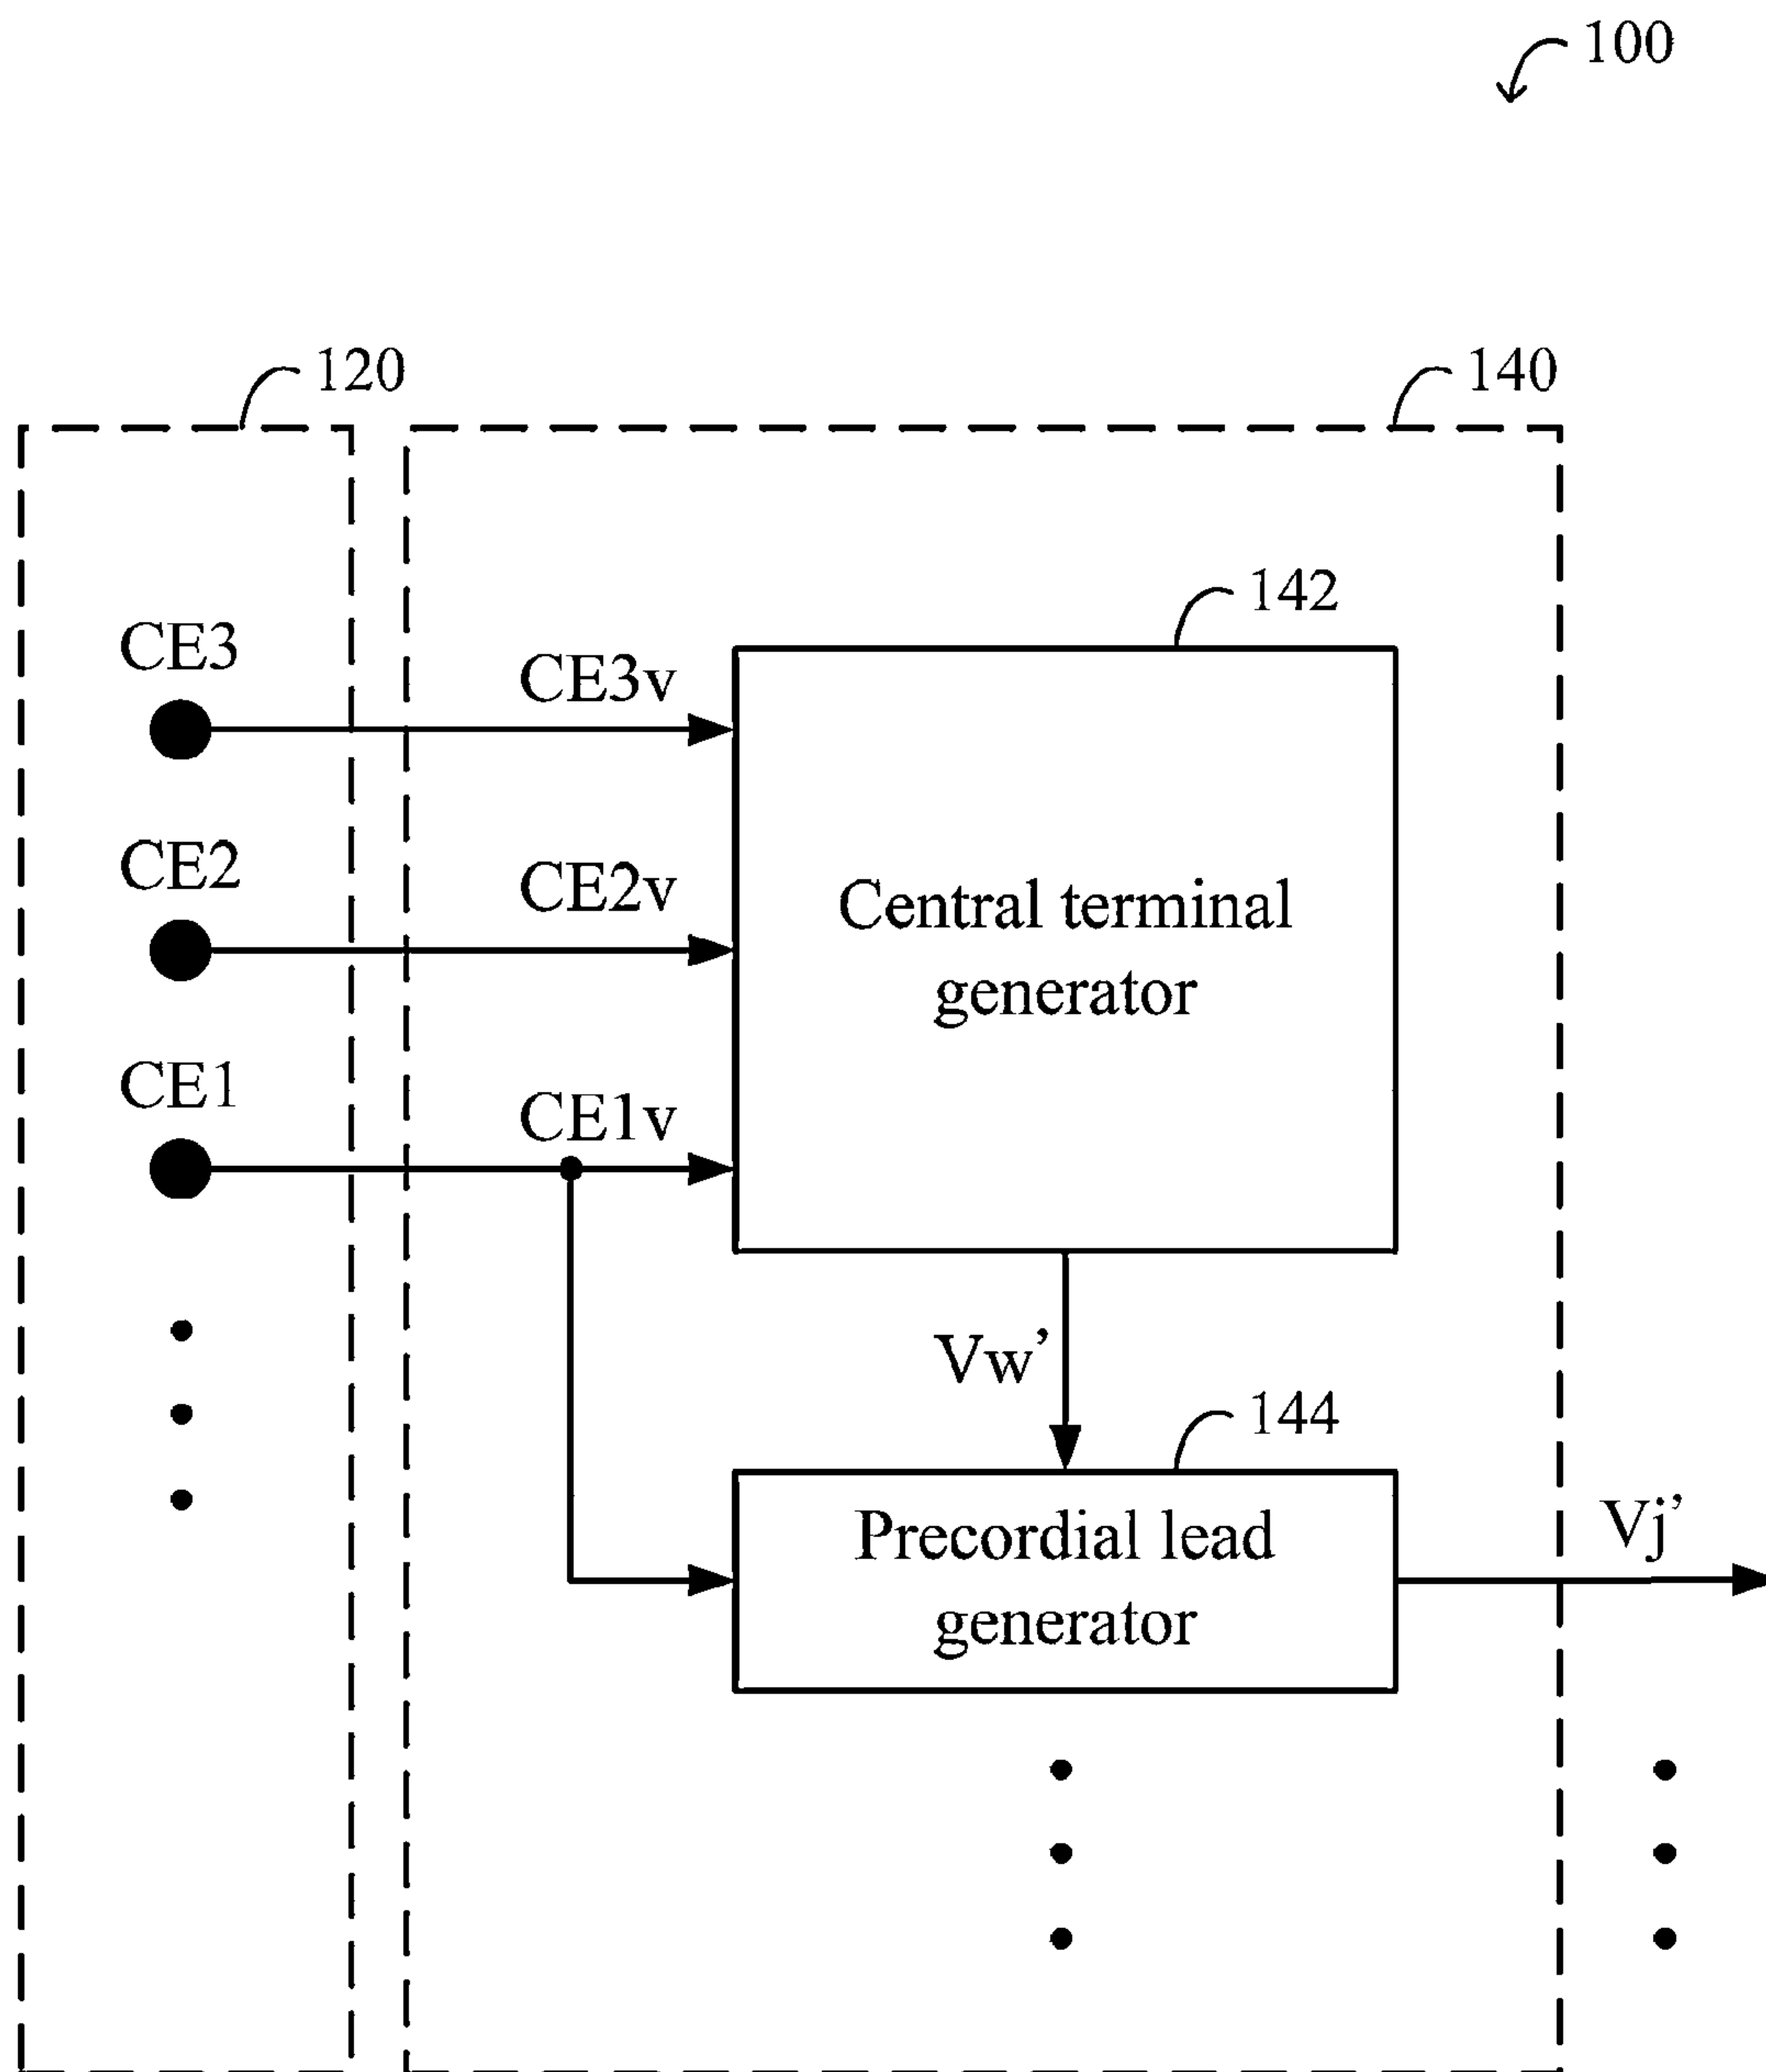 100
120
140
142
CE3
CE3v
CE2
CE2v
Central terminal
generator
CE1
CE1v
Vw’
144
Precordial lead
generator
Vj’